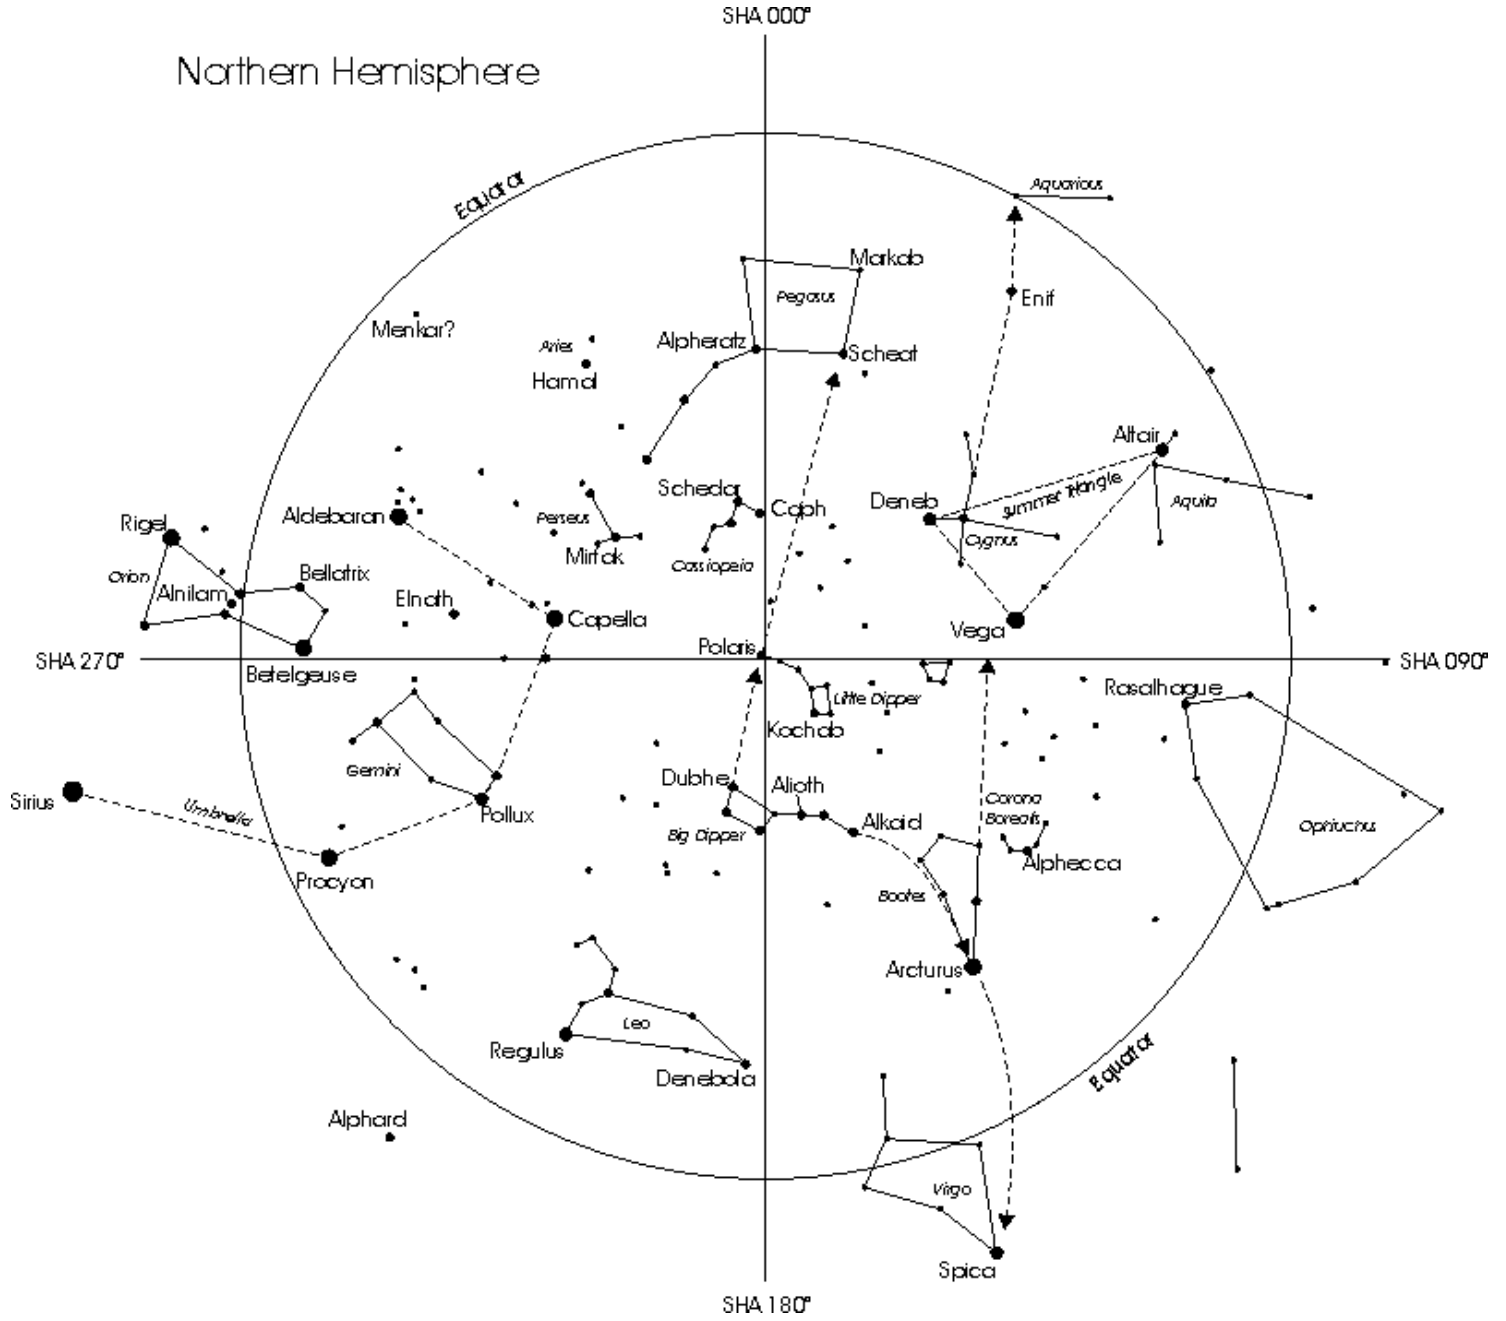 SHA 000°
Northern Hemisphere
Equator
Aquarious
Markab
Pegasus
Enif
Menkar?
Aries
Hamal
Alpheratz
Scheat
Altair
Summer Triangle
Schedar
Caph
Deneb
Aquila
Rigel
Aldebaran
Perseus
Mirfak
Cassiopeia
Cygnus
Orion
Bellatrix
Alnilam
Elnath
Capella
Vega
Polaris
SHA 270°
SHA 090°
Betelgeuse
Rasalhague
Little Dipper
Kochab
Gemini
Dubhe
Alioth
Sirius
Umbrella
Pollux
Big Dipper
Alkaid
Corona
Borealis
Ophiuchus
Alphecca
Procyon
Bootes
Arcturus
Leo
Regulus
Denebola
Equator
Alphard
Virgo
Spica
SHA 180°